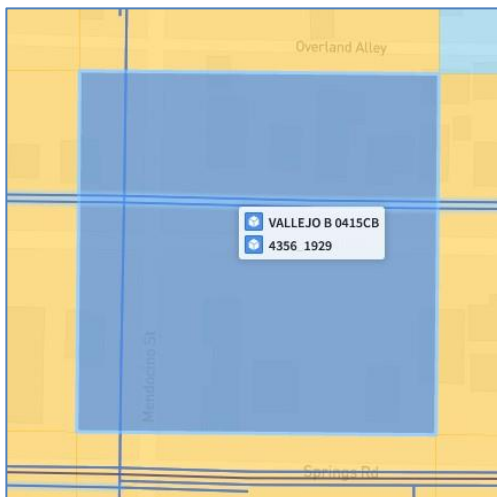 Overland Alley
VALLEJO B 0415CB
4356 1929
Mendocino St
Springs Rd